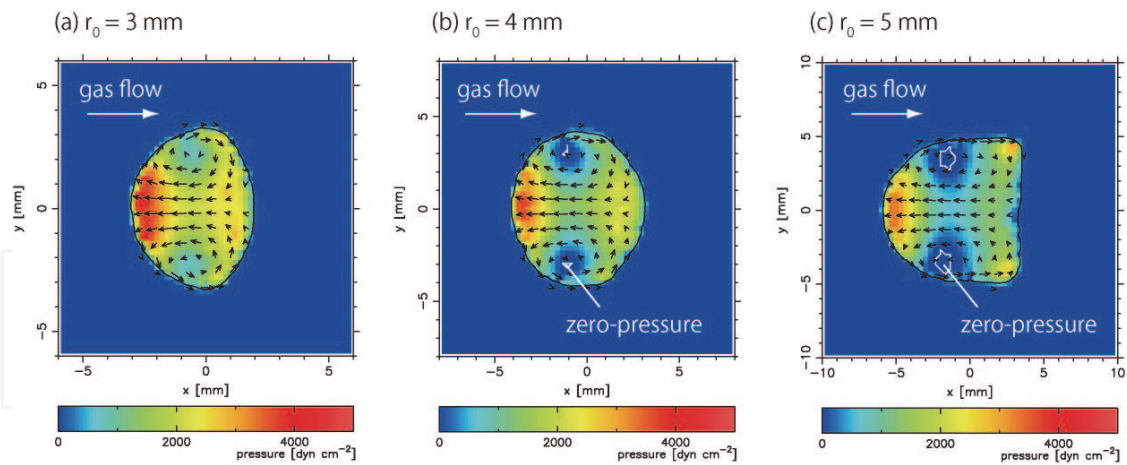 (a) r0 = 3 mm
gas flow
5
0
−5
y [mm]
−5 0 5
x [mm]
0 2000 4000
pressure [dyn cm−2]
(b) r0 = 4 mm
gas flow
zero-pressure
5
0
−5
y [mm]
−5 0 5
x [mm]
0 2000 4000
pressure [dyn cm−2]
(c) r0 = 5 mm
gas flow
zero-pressure
10
5
0
−5
−10
y [mm]
−10 −5 0 5 10
x [mm]
0 2000 4000
pressure [dyn cm−2]